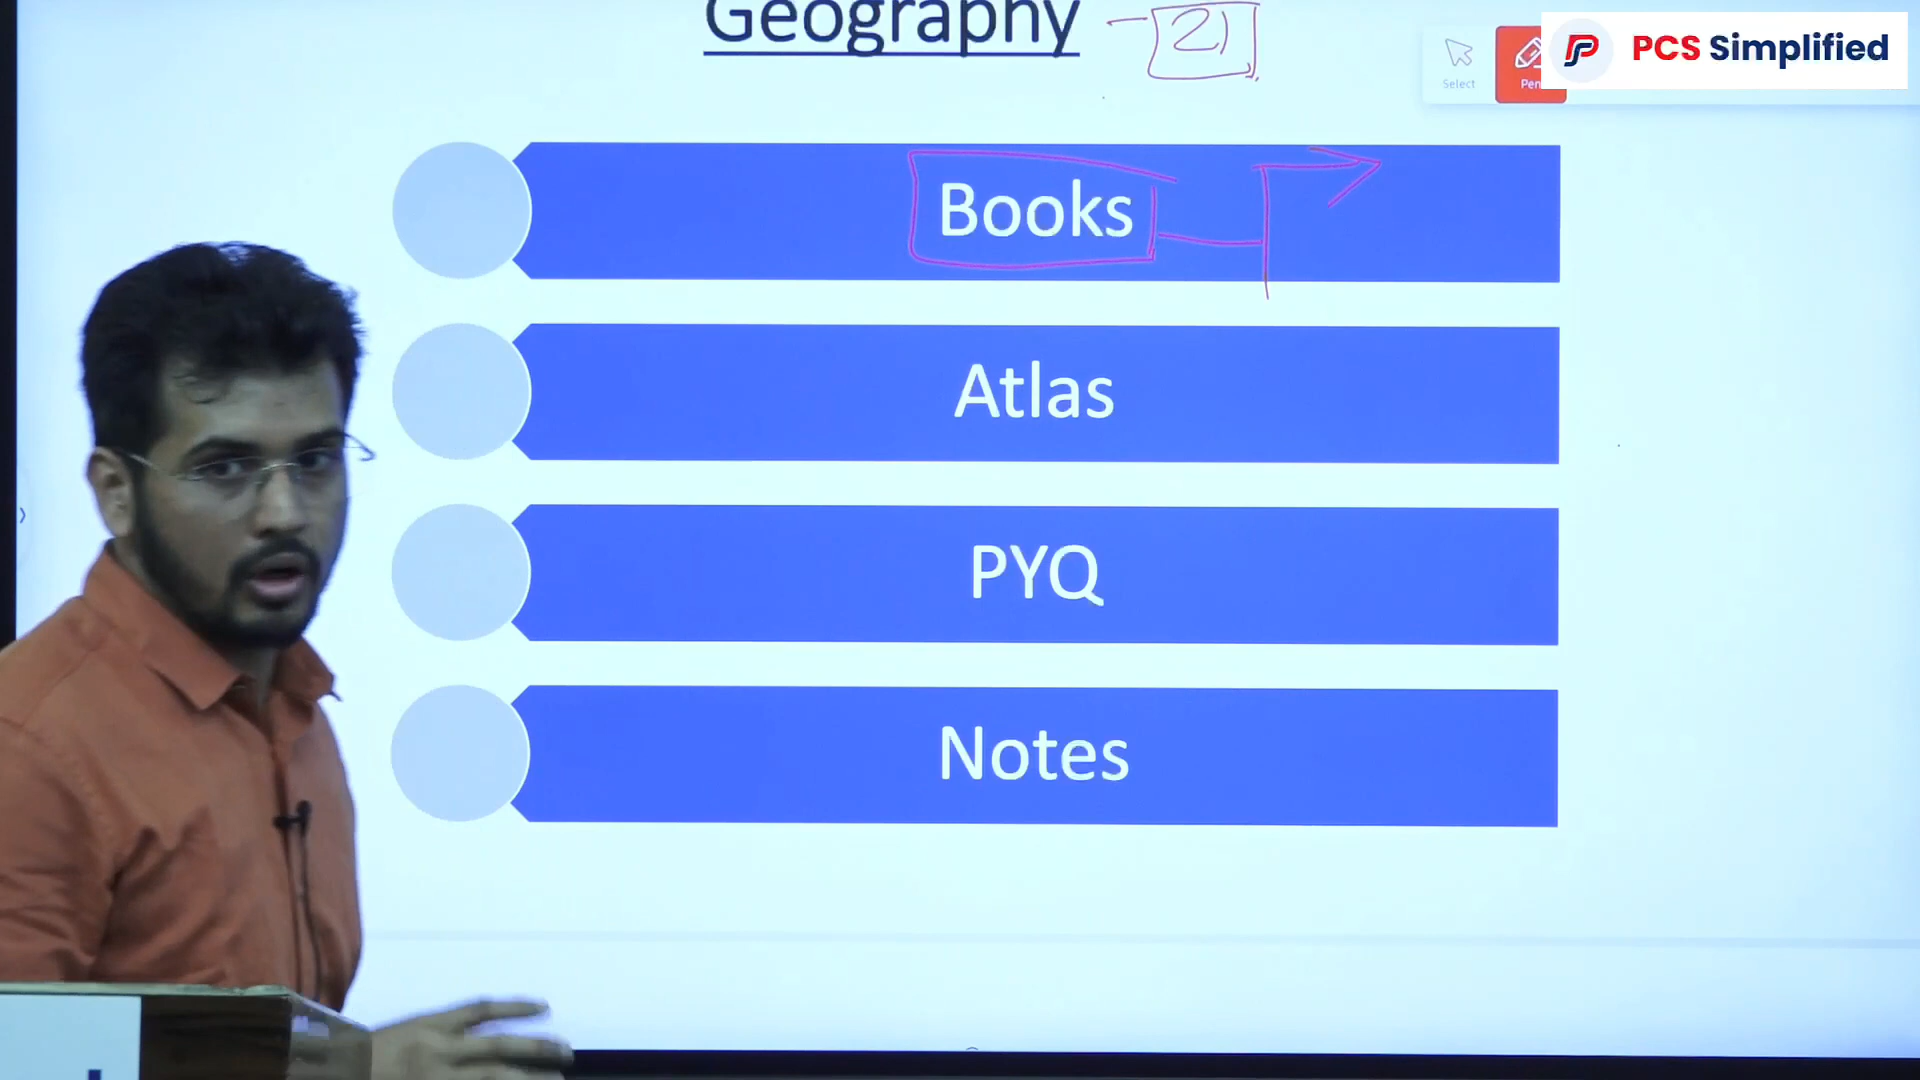 Geography - 21
Select
Pen
PCS Simplified
Books
Atlas
PYQ
Notes